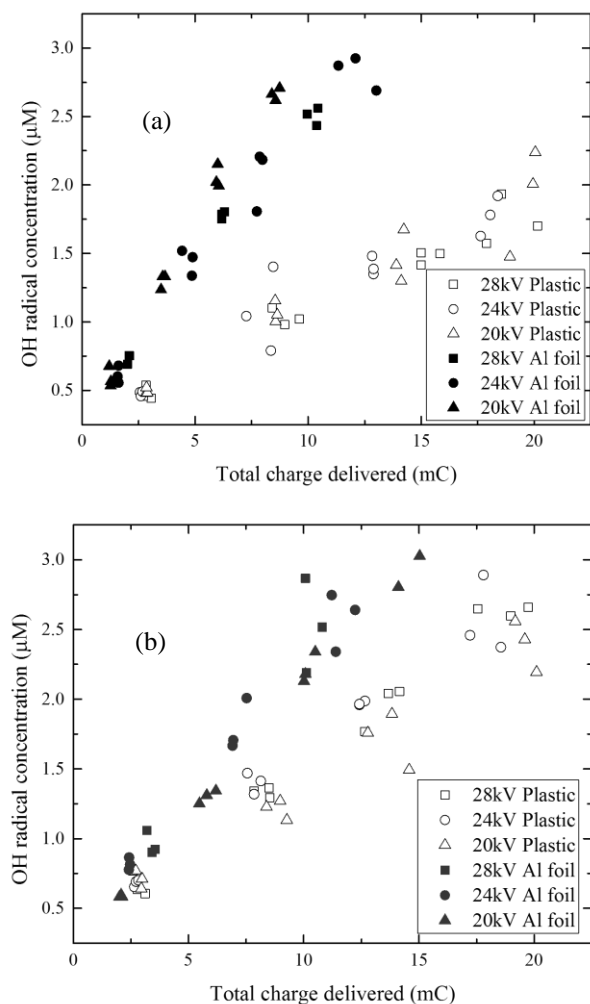 (a)
OH radical concentration (μM)
3.0
2.5
2.0
1.5
1.0
0.5
0
5
10
15
20
Total charge delivered (mC)
28kV Plastic
24kV Plastic
20kV Plastic
28kV Al foil
24kV Al foil
20kV Al foil
(b)
OH radical concentration (μM)
3.0
2.5
2.0
1.5
1.0
0.5
0
5
10
15
20
Total charge delivered (mC)
28kV Plastic
24kV Plastic
20kV Plastic
28kV Al foil
24kV Al foil
20kV Al foil